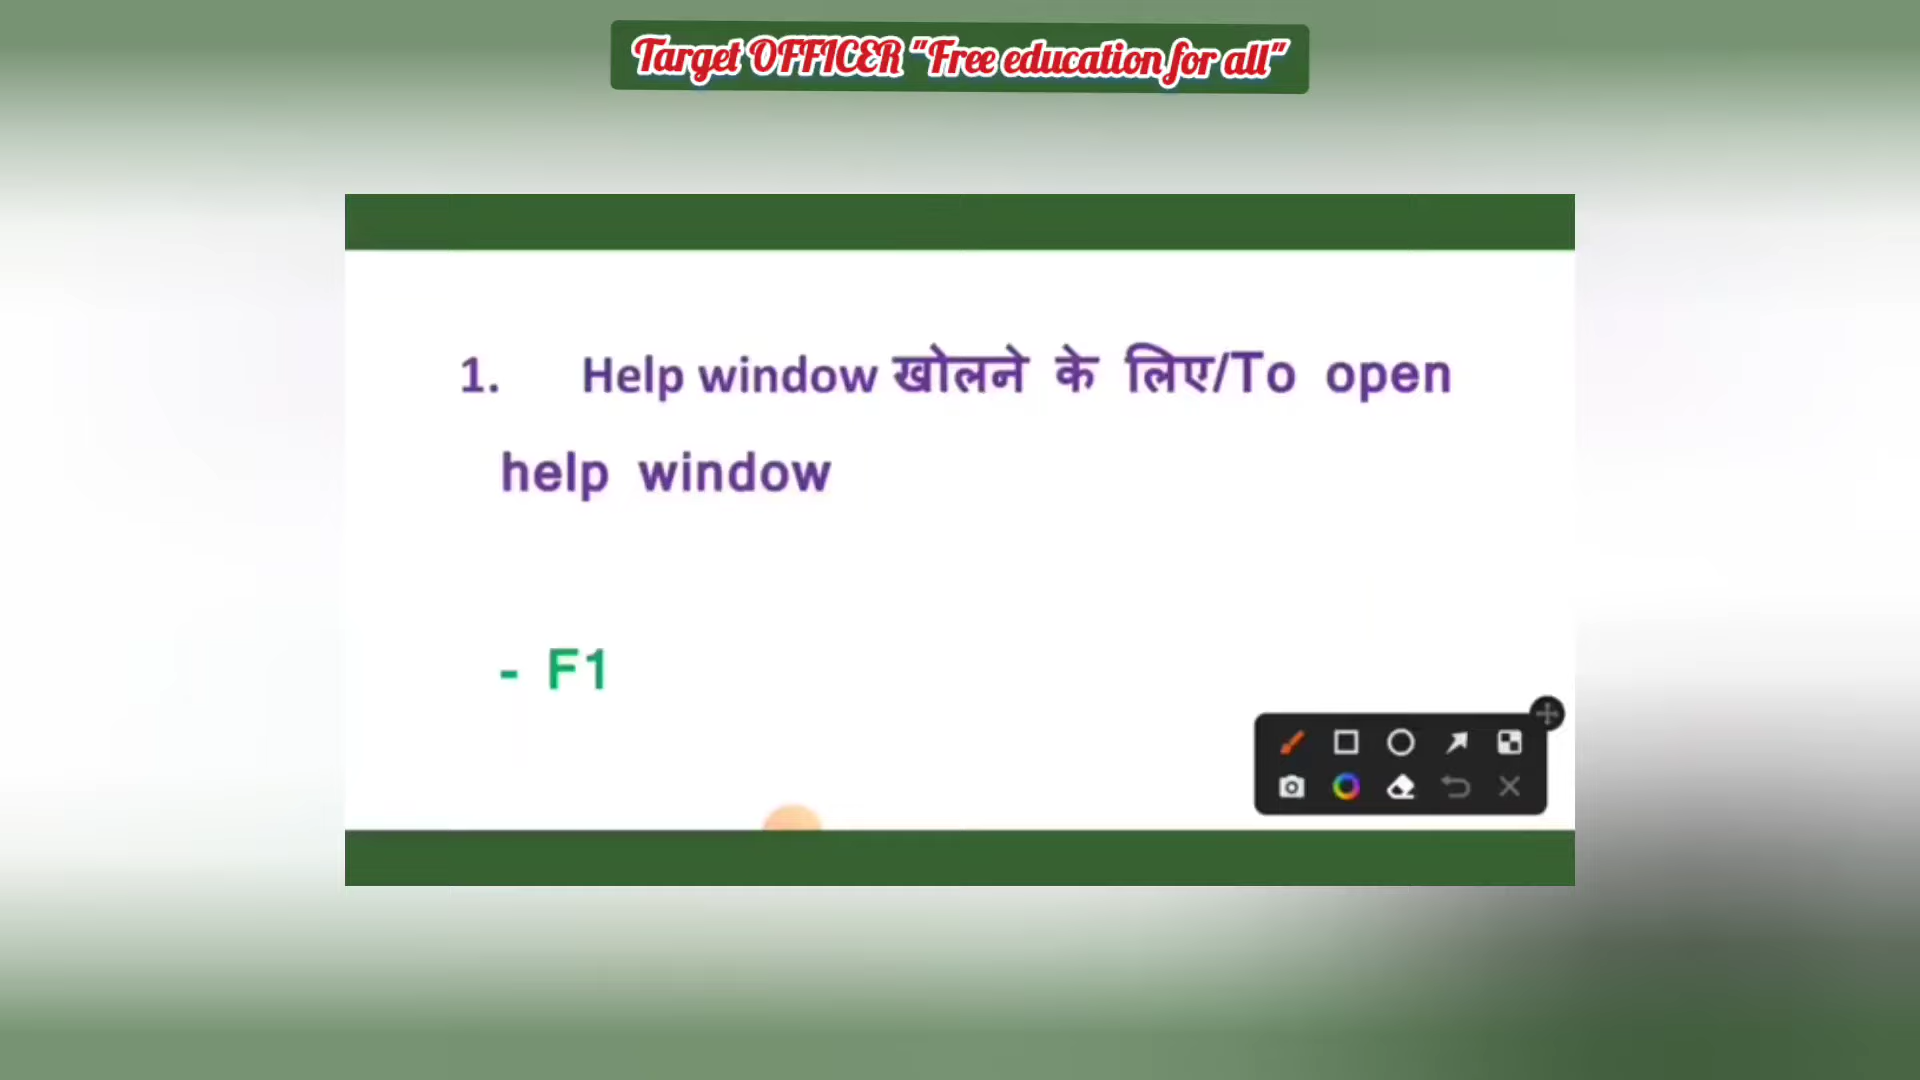 Target OFFICER "Free education for all"
1. Help window खोलने के लिए/To open
help window
- F1